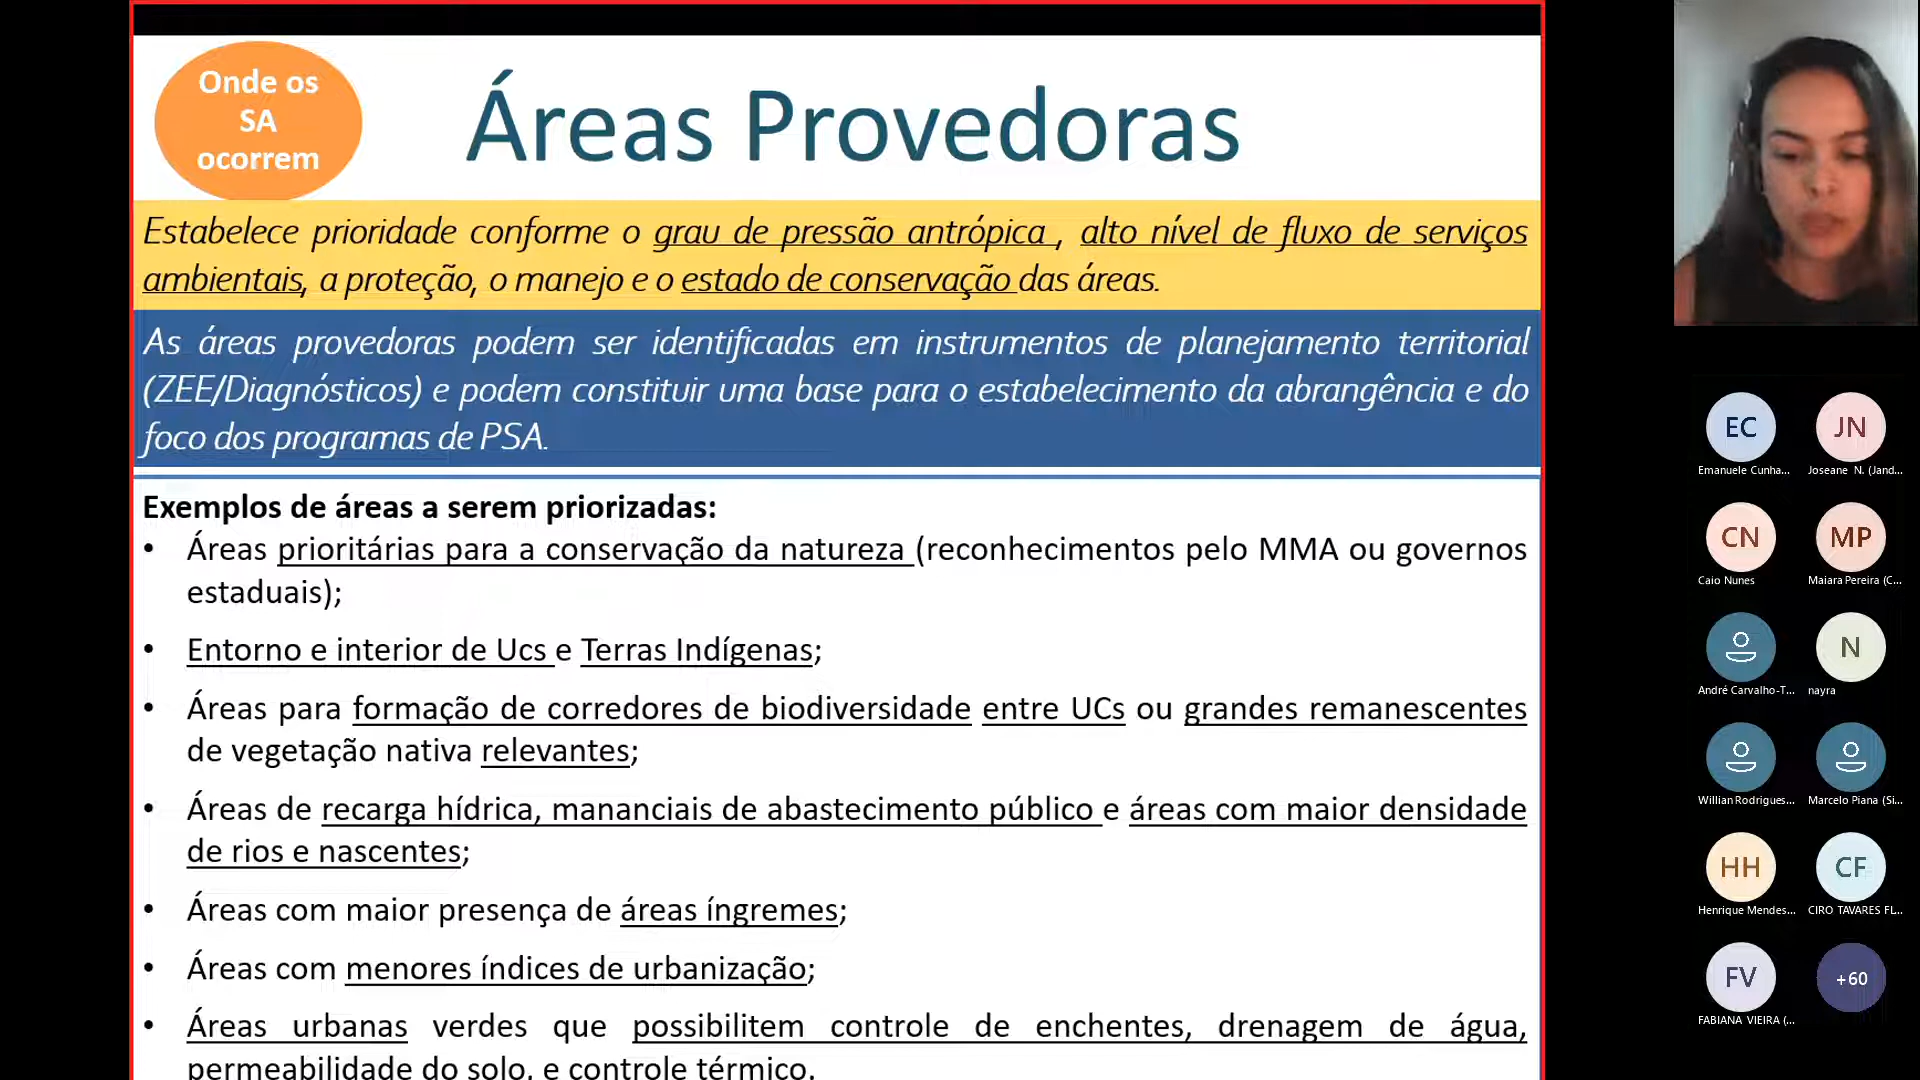 Onde os
SA
ocorrem
Áreas Provedoras
Estabelece prioridade conforme o grau de pressão antrópica , alto nível de fluxo de serviços
ambientais, a proteção, o manejo e o estado de conservação das áreas.
As áreas provedoras podem ser identificadas em instrumentos de planejamento territorial
(ZEE/Diagnósticos) e podem constituir uma base para o estabelecimento da abrangência e do
foco dos programas de PSA.
Exemplos de áreas a serem priorizadas:
• Áreas prioritárias para a conservação da natureza (reconhecimentos pelo MMA ou governos
estaduais);
• Entorno e interior de Ucs e Terras Indígenas;
• Áreas para formação de corredores de biodiversidade entre UCs ou grandes remanescentes
de vegetação nativa relevantes;
• Áreas de recarga hídrica, mananciais de abastecimento público e áreas com maior densidade
de rios e nascentes;
• Áreas com maior presença de áreas íngremes;
• Áreas com menores índices de urbanização;
• Áreas urbanas verdes que possibilitem controle de enchentes, drenagem de água,
permeabilidade do solo, e controle térmico.
EC
Emanuele Cunha...
JN
Joseane N. (Jand...
CN
Caio Nunes
MP
Maiara Pereira (C...
André Carvalho-T...
N
nayra
Willian Rodrigues...
Marcelo Piana (Si...
HH
Henrique Mendes...
CF
CIRO TAVARES FL...
FV
FABIANA VIEIRA (...
+60